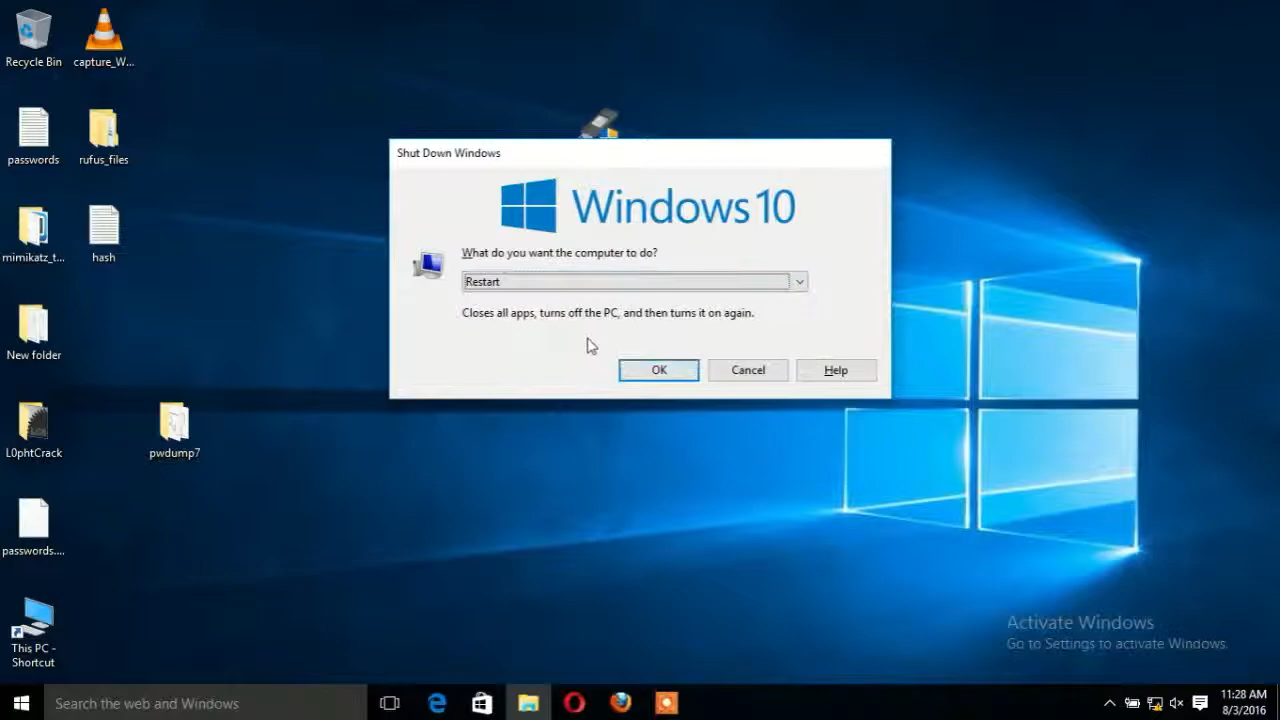 Recycle Bin
capture_W...
passwords
rufus_files
mimikatz_t...
hash
New folder
L0phtCrack
pwdump7
passwords....
This PC -
Shortcut
Shut Down Windows
Windows 10
What do you want the computer to do?
Restart
Closes all apps, turns off the PC, and then turns it on again.
OK
Cancel
Help
Activate Windows
Go to Settings to activate Windows.
Search the web and Windows
11:28 AM
8/3/2016